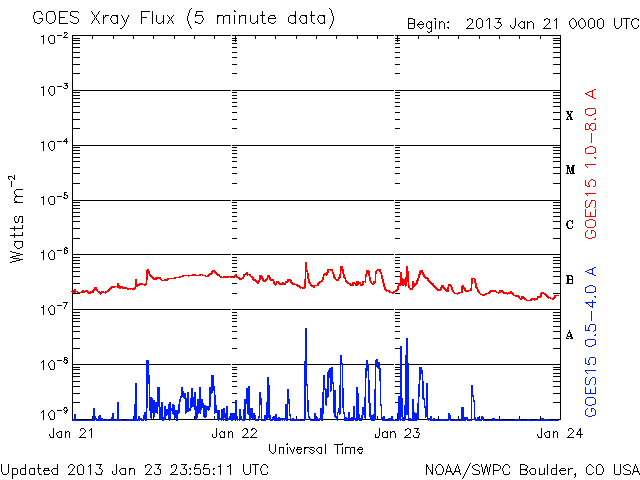 GOES Xray Flux (5 minute data)
Begin: 2013 Jan 21 0000 UTC
10⁻²
10⁻³
10⁻⁴
10⁻⁵
10⁻⁶
10⁻⁷
10⁻⁸
10⁻⁹
Watts m⁻²
X
M
C
B
A
GOES15 1.0-8.0 A
GOES15 0.5-4.0 A
Jan 21
Jan 22
Jan 23
Jan 24
Universal Time
Updated 2013 Jan 23 23:55:11 UTC
NOAA/SWPC Boulder, CO USA